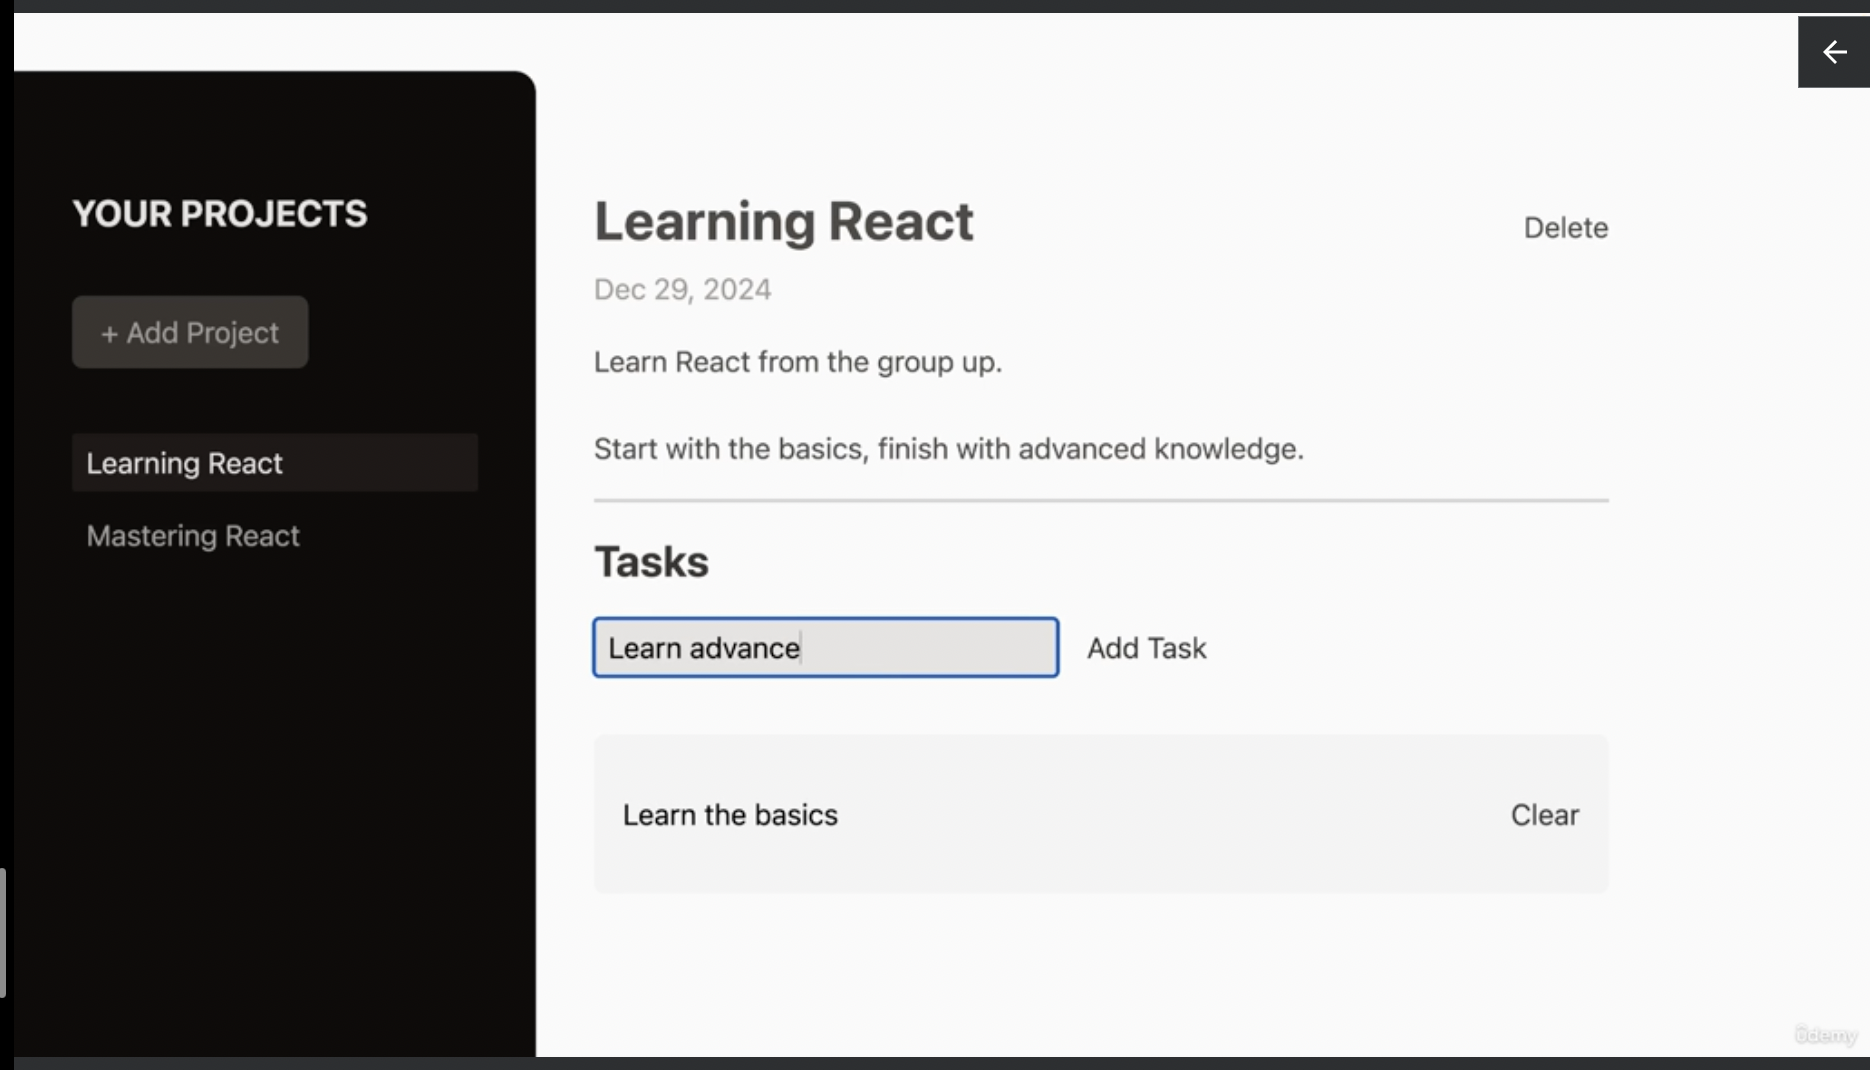 YOUR PROJECTS
+ Add Project
Learning React
Mastering React
Learning React
Delete
Dec 29, 2024
Learn React from the group up.
Start with the basics, finish with advanced knowledge.
Tasks
Learn advance
Add Task
Learn the basics
Clear
ûdemy